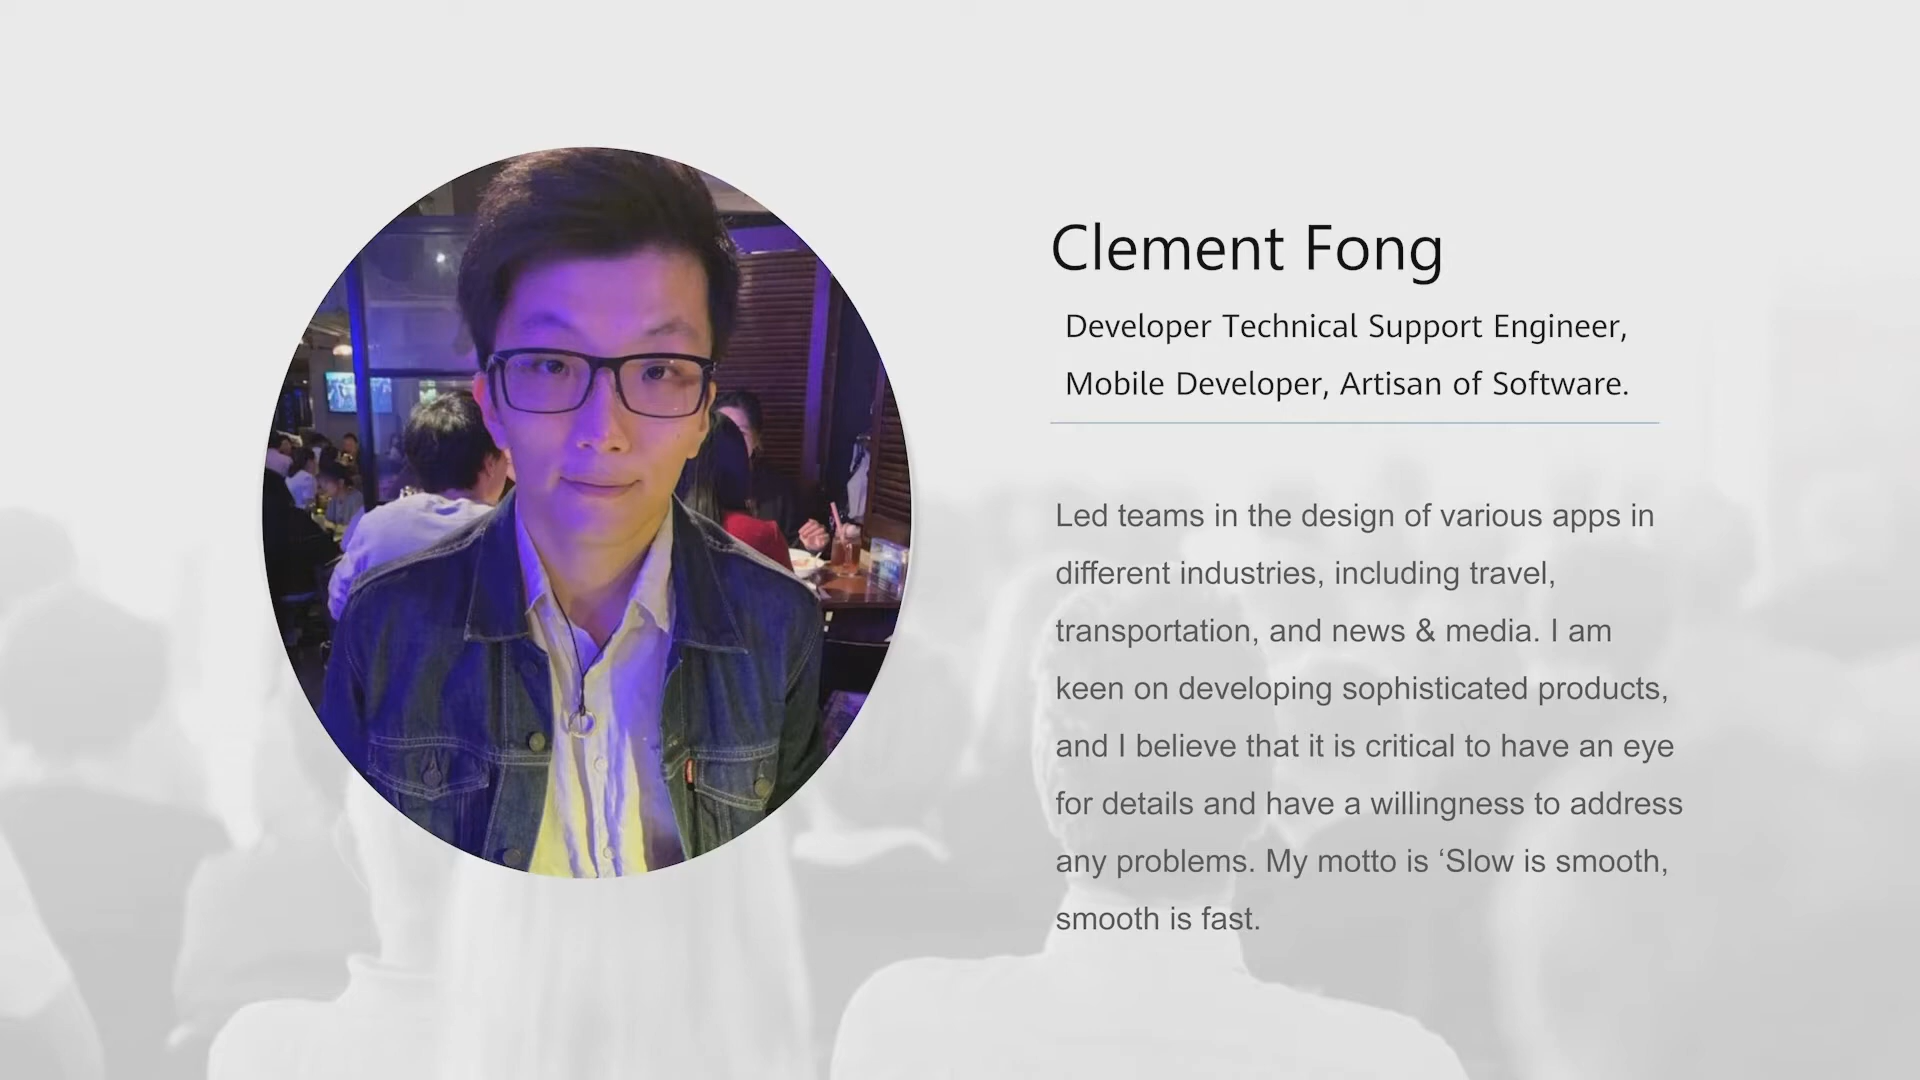 Clement Fong
Developer Technical Support Engineer,
Mobile Developer, Artisan of Software.
Led teams in the design of various apps in
different industries, including travel,
transportation, and news & media. I am
keen on developing sophisticated products,
and I believe that it is critical to have an eye
for details and have a willingness to address
any problems. My motto is ‘Slow is smooth,
smooth is fast.